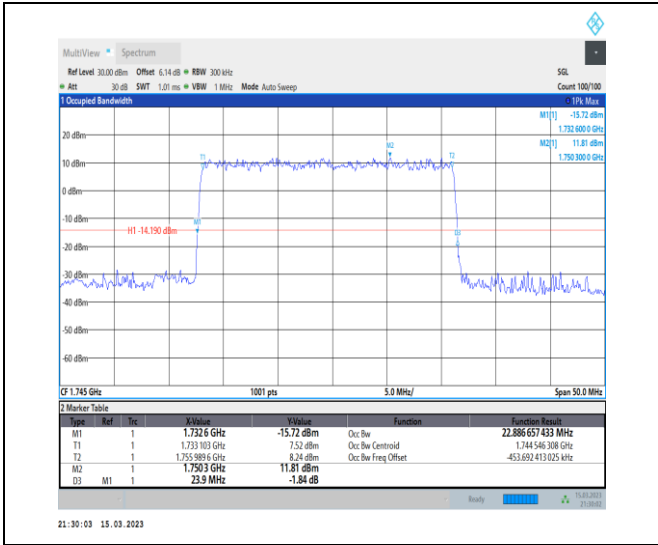 MultiView Spectrum
Ref Level 30.00 dBm Offset 6.14 dB RBW 300 kHz SGL
Att 30 dB SWT 1.01 ms VBW 1 MHz Mode Auto Sweep Count 100/100
1 Occupied Bandwidth 1Pk Max
M1[1] -15.72 dBm
1.732 600 0 GHz
M2[1] 11.81 dBm
1.750 300 0 GHz
20 dBm
M2
T1 T2
10 dBm
0 dBm
-10 dBm
M1
H1 -14.190 dBm
D3
-20 dBm
-30 dBm
-40 dBm
-50 dBm
-60 dBm
CF 1.745 GHz 1001 pts 5.0 MHz/ Span 50.0 MHz
2 Marker Table
Type Ref Trc X-Value Y-Value Function Function Result
M1 1 1.7326 GHz -15.72 dBm Occ Bw 22.886 657 433 MHz
T1 1 1.733 103 GHz 7.52 dBm Occ Bw Centroid 1.744 546 308 GHz
T2 1 1.755 989 6 GHz 8.24 dBm Occ Bw Freq Offset -453.692 413 025 kHz
M2 1 1.7503 GHz 11.81 dBm
D3 M1 1 23.9 MHz -1.84 dB
Ready 15.03.2023
21:30:02
21:30:03 15.03.2023